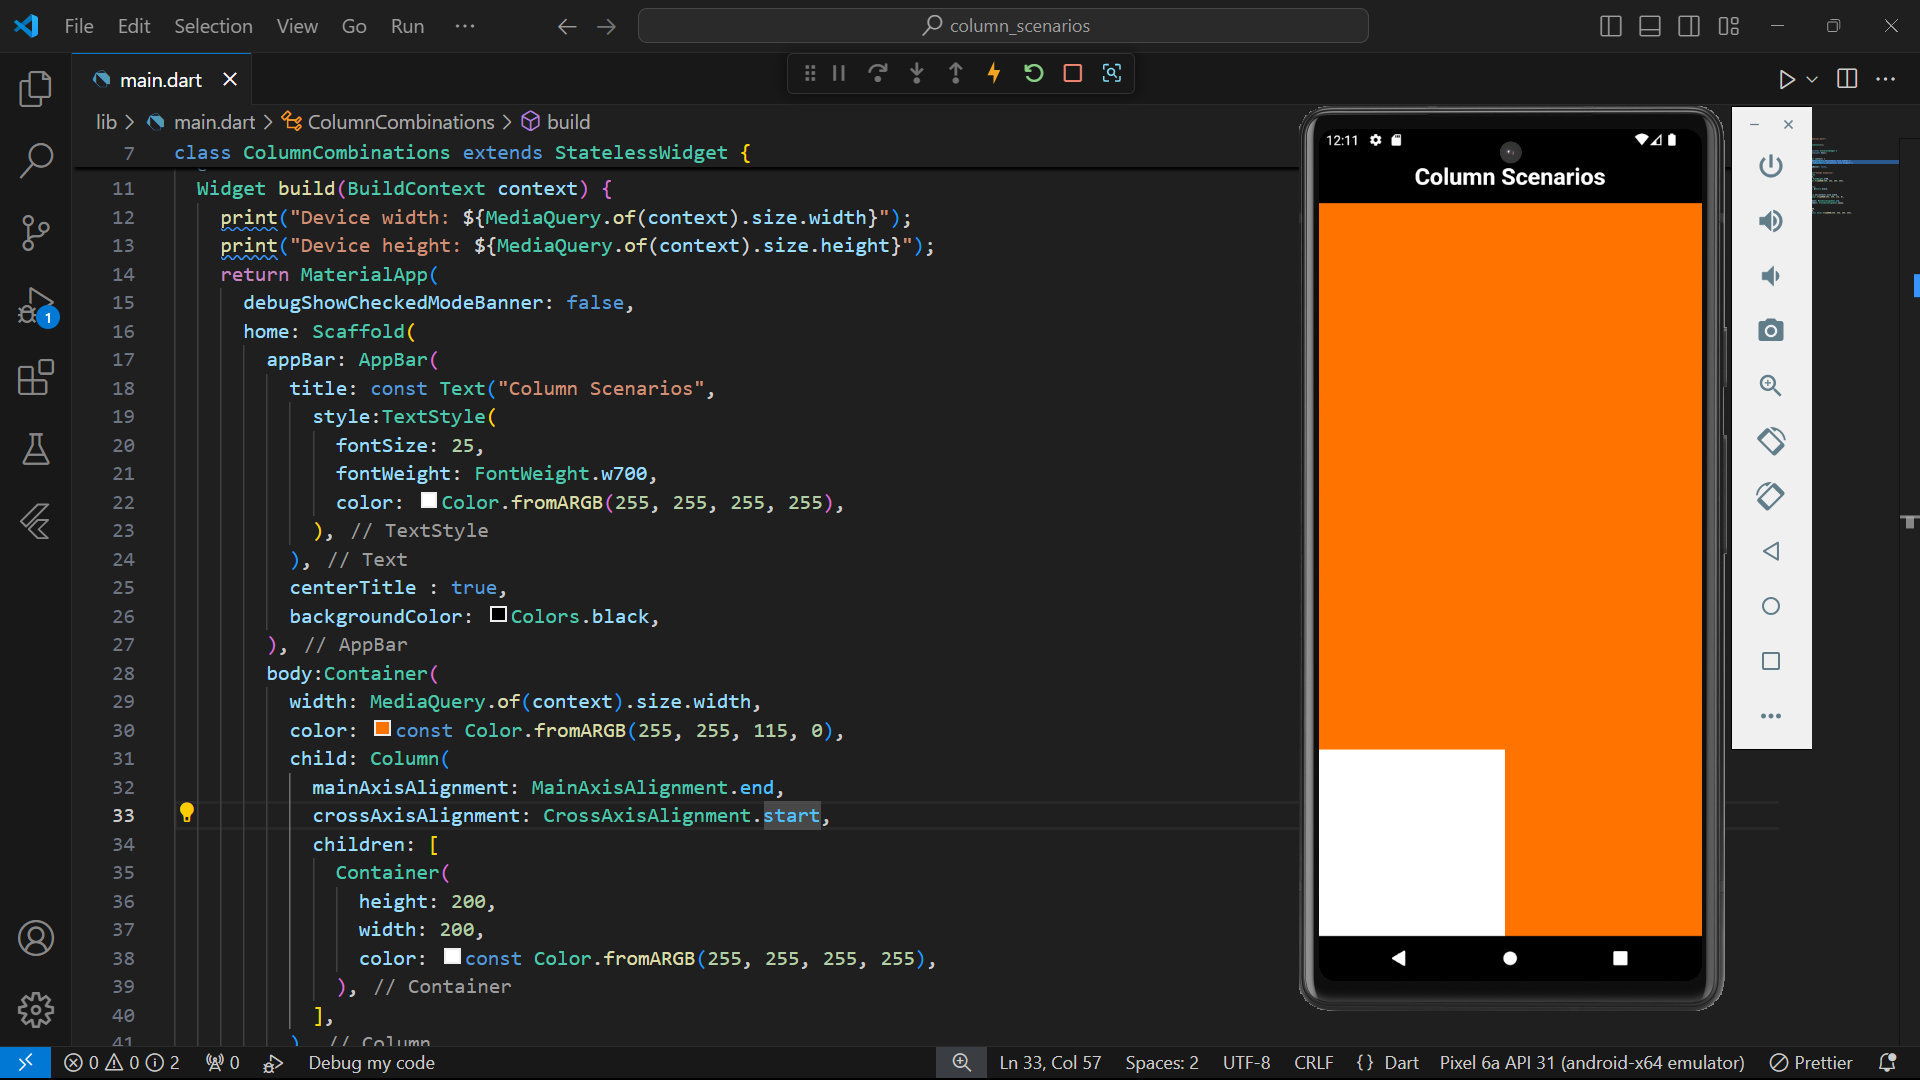 File Edit Selection View Go Run ··· column_scenarios
main.dart
lib > main.dart > ColumnCombinations > build
7 class ColumnCombinations extends StatelessWidget {
11 Widget build(BuildContext context) {
12 print("Device width: ${MediaQuery.of(context).size.width}");
13 print("Device height: ${MediaQuery.of(context).size.height}");
14 return MaterialApp(
15 debugShowCheckedModeBanner: false,
16 home: Scaffold(
17 appBar: AppBar(
18 title: const Text("Column Scenarios",
19 style:TextStyle(
20 fontSize: 25,
21 fontWeight: FontWeight.w700,
22 color: Color.fromARGB(255, 255, 255, 255),
23 ), // TextStyle
24 ), // Text
25 centerTitle : true,
26 backgroundColor: Colors.black,
27 ), // AppBar
28 body:Container(
29 width: MediaQuery.of(context).size.width,
30 color: const Color.fromARGB(255, 255, 115, 0),
31 child: Column(
32 mainAxisAlignment: MainAxisAlignment.end,
33 crossAxisAlignment: CrossAxisAlignment.start,
34 children: [
35 Container(
36 height: 200,
37 width: 200,
38 color: const Color.fromARGB(255, 255, 255, 255),
39 ), // Container
40 ],
41 ) // Column
12:11
Column Scenarios
1
0 0 2 0 Debug my code Ln 33, Col 57 Spaces: 2 UTF-8 CRLF {} Dart Pixel 6a API 31 (android-x64 emulator) Prettier